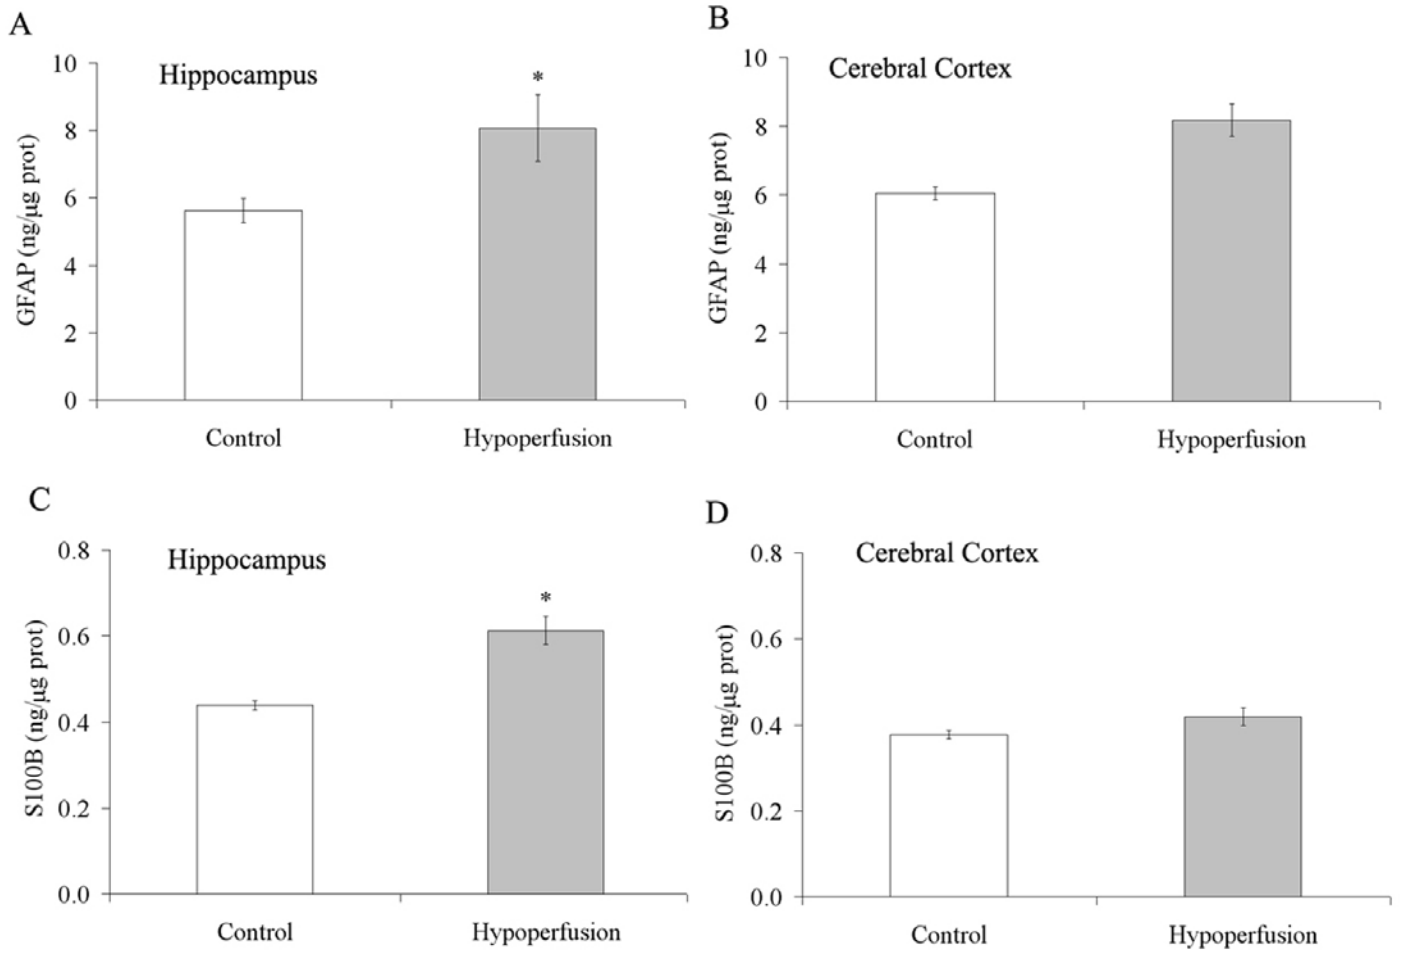 A
Hippocampus
*
GFAP (ng/μg prot)
10
8
6
4
2
0
Control Hypoperfusion
B
Cerebral Cortex
GFAP (ng/μg prot)
10
8
6
4
2
0
Control Hypoperfusion
C
Hippocampus
*
S100B (ng/μg prot)
0.8
0.6
0.4
0.2
0.0
Control Hypoperfusion
D
Cerebral Cortex
S100B (ng/μg prot)
0.8
0.6
0.4
0.2
0.0
Control Hypoperfusion